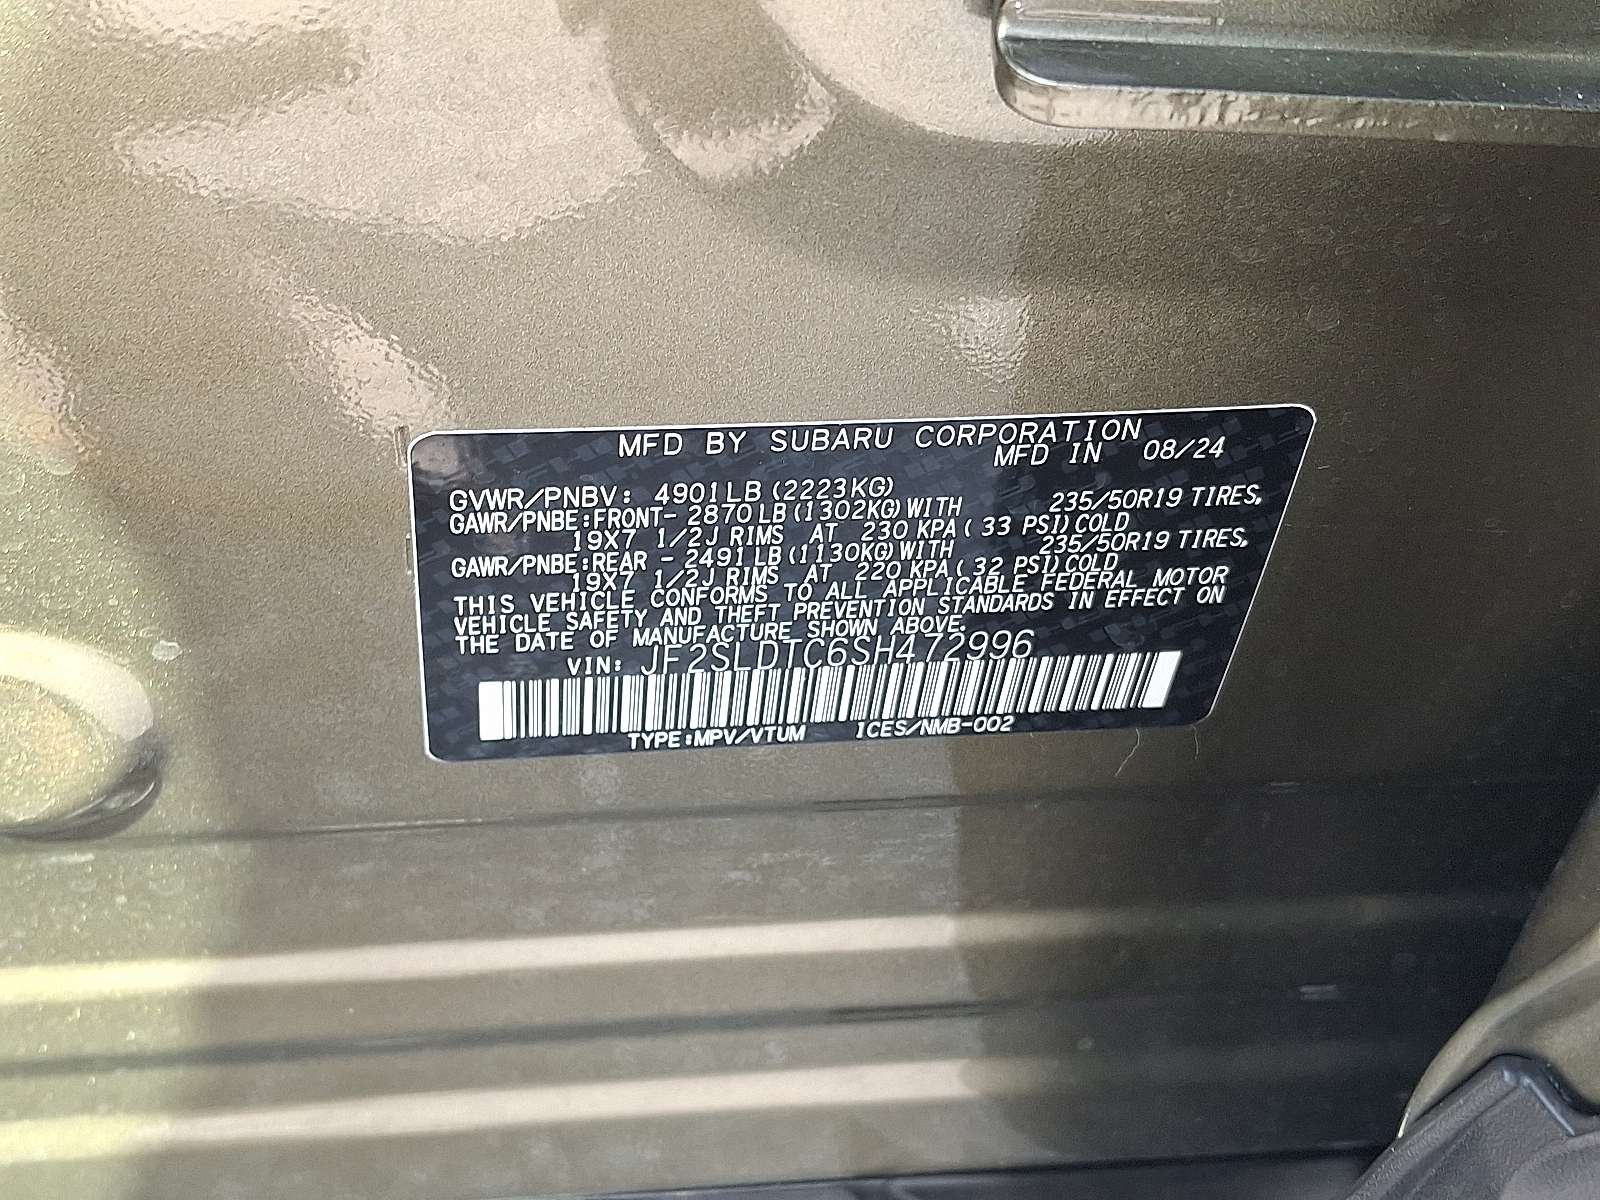 MFD BY SUBARU CORPORATION
MFD IN 08/24
GVWR/PNBV: 4901LB (2223KG)
GAWR/PNBE:FRONT- 2870LB(1302KG)WITH 235/50R19 TIRES,
19X7 1/2J RIMS AT 230 KPA( 33 PSI)COLD
GAWR/PNBE:REAR - 2491LB(1130KG)WITH 235/50R19 TIRES,
19X7 1/2J RIMS AT 220 KPA( 32 PSI)COLD
THIS VEHICLE CONFORMS TO ALL APPLICABLE FEDERAL MOTOR
VEHICLE SAFETY AND THEFT PREVENTION STANDARDS IN EFFECT ON
THE DATE OF MANUFACTURE SHOWN ABOVE.
VIN: JF2SLDTC6SH472996
TYPE:MPV/VTUM ICES/NMB-002